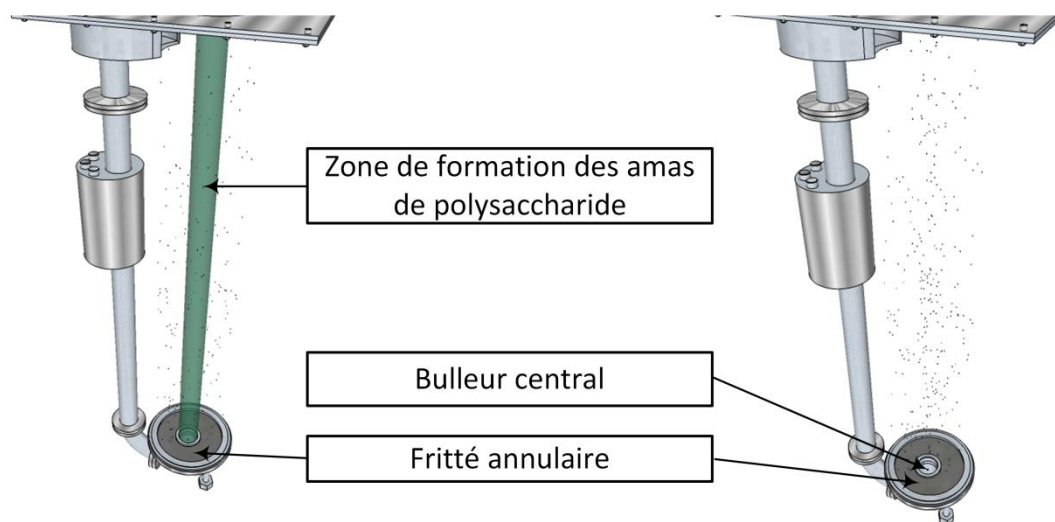 Zone de formation des amas
de polysaccharide
Bulleur central
Fritté annulaire